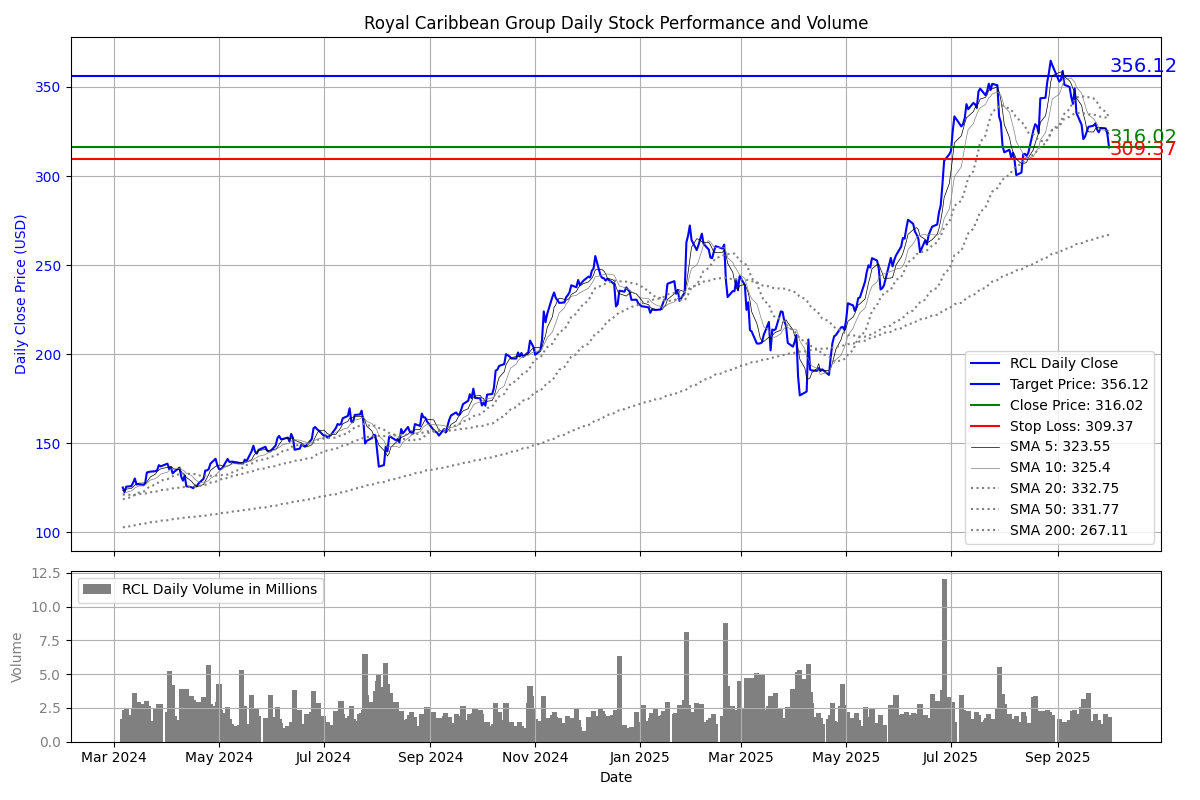 Royal Caribbean Group Daily Stock Performance and Volume
Daily Close Price (USD)
350
300
250
200
150
100
356.12
316.02
309.37
RCL Daily Close
Target Price: 356.12
Close Price: 316.02
Stop Loss: 309.37
SMA 5: 323.55
SMA 10: 325.4
SMA 20: 332.75
SMA 50: 331.77
SMA 200: 267.11
Volume
12.5
10.0
7.5
5.0
2.5
0.0
RCL Daily Volume in Millions
Mar 2024 May 2024 Jul 2024 Sep 2024 Nov 2024 Jan 2025 Mar 2025 May 2025 Jul 2025 Sep 2025
Date